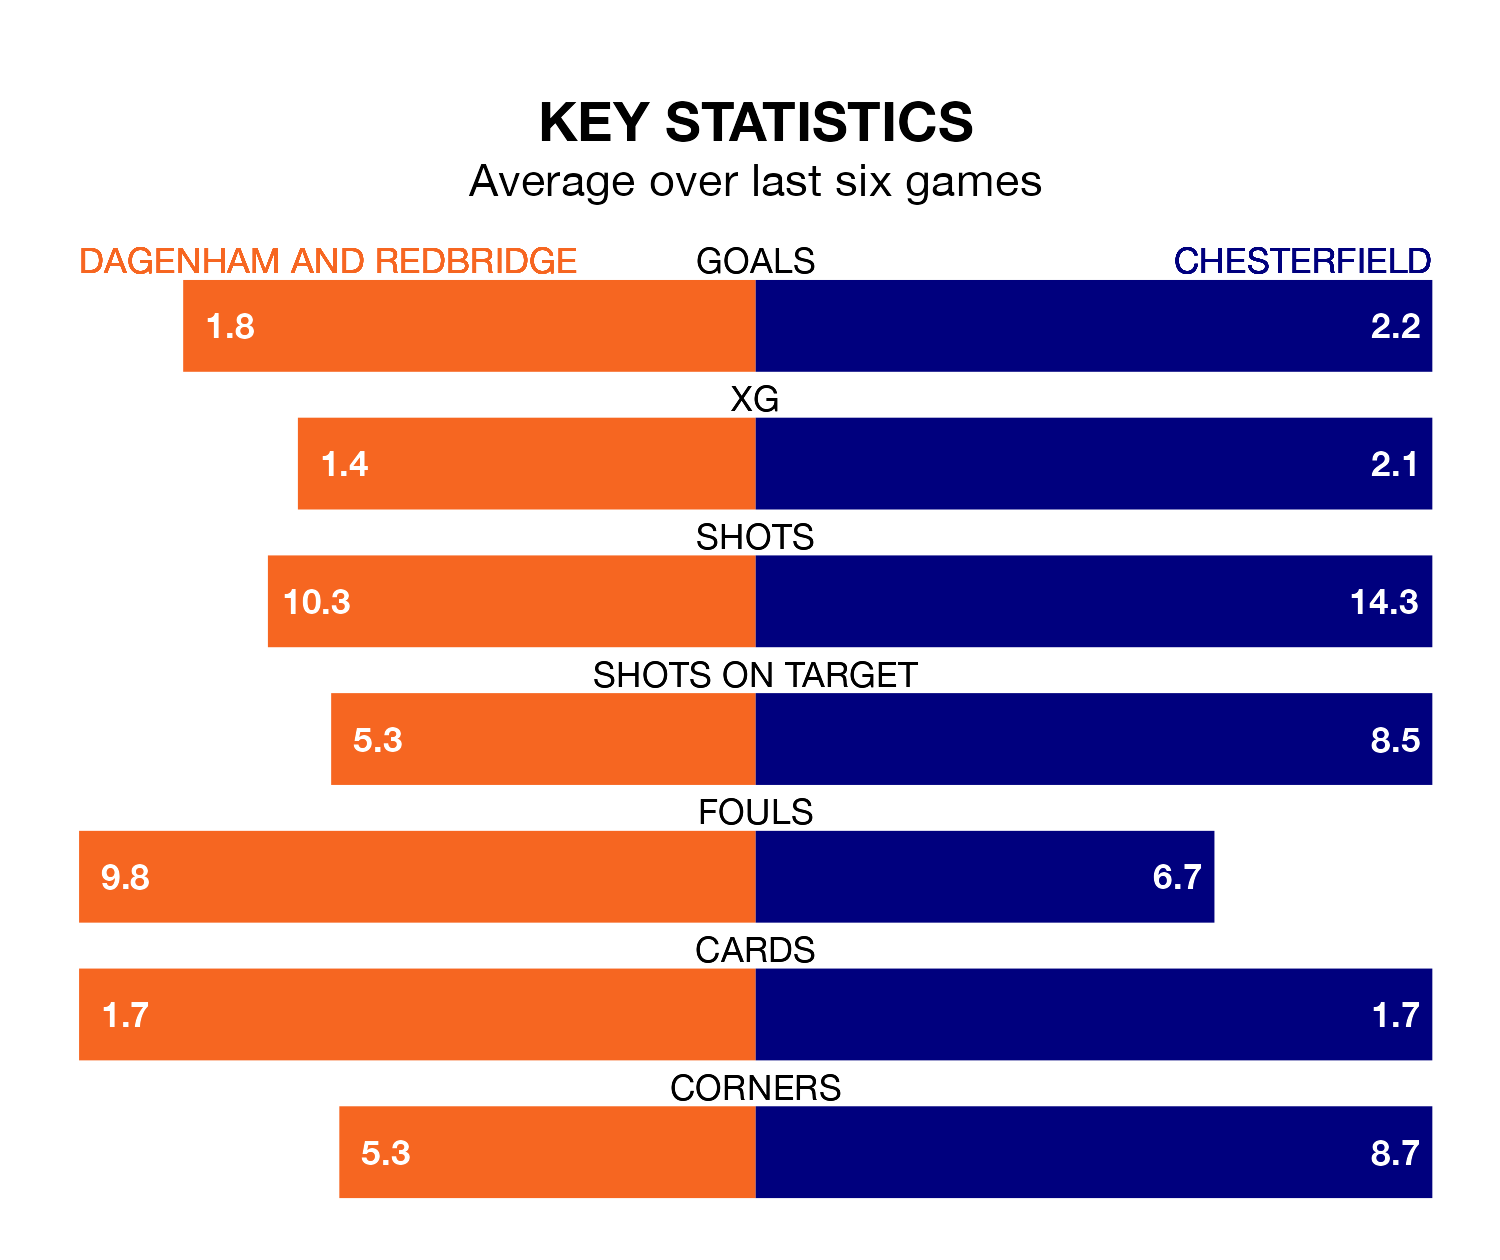 KEY STATISTICS
Average over last six games
DAGENHAM AND REDBRIDGE GOALS CHESTERFIELD
1.8 2.2
XG
1.4 2.1
SHOTS
10.3 14.3
SHOTS ON TARGET
5.3 8.5
FOULS
9.8 6.7
CARDS
1.7 1.7
CORNERS
5.3 8.7